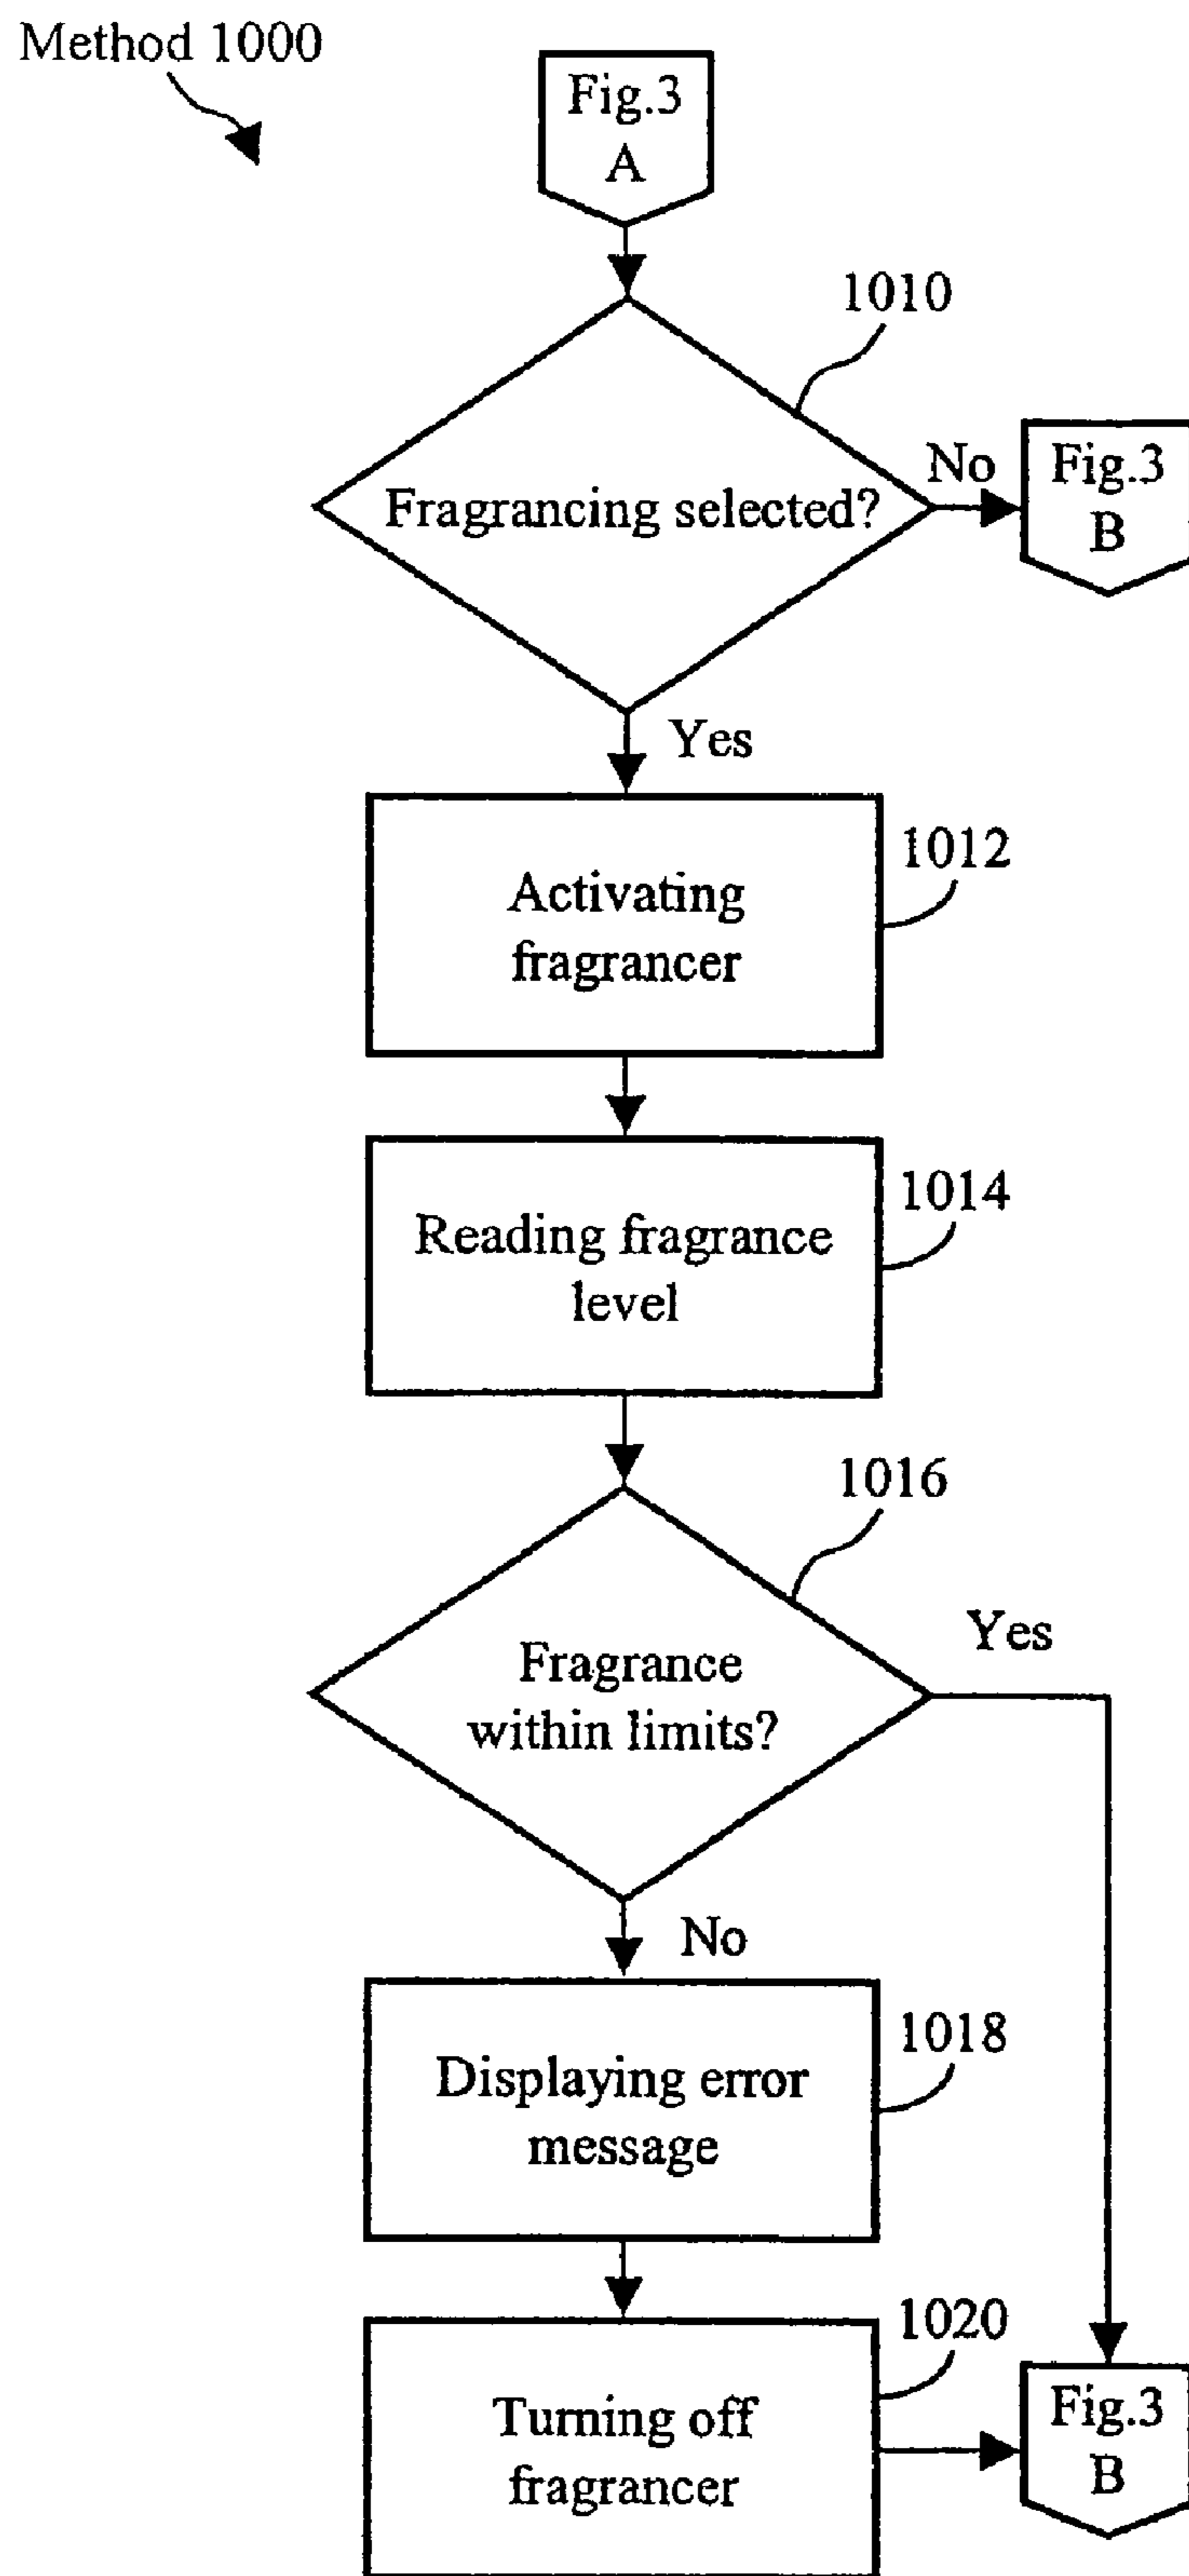 Method 1000
Fig.3
A
1010
Fragrancing selected?
No
Fig.3
B
Yes
1012
Activating
fragrancer
1014
Reading fragrance
level
1016
Fragrance
within limits?
Yes
No
1018
Displaying error
message
1020
Turning off
fragrancer
Fig.3
B